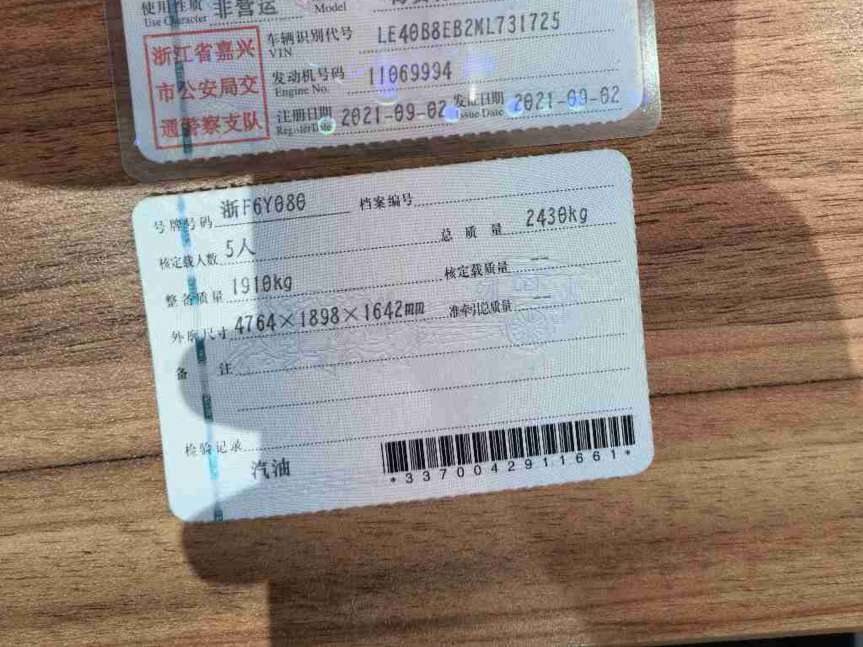 使用性质 非营运
Use Character
Model
浙江省嘉兴
市公安局交
通警察支队
车辆识别代号 LE40B8EB2ML731725
VIN
发动机号码 11069994
Engine No.
注册日期 2021-09-02 发证日期 2021-09-02
Register Date Issue Date
号牌号码 浙F6Y080 档案编号
核定载人数 5人 总质量 2430kg
整备质量 1910kg 核定载质量 --
外廓尺寸 4764×1898×1642mm 准牵引总质量 --
备注
检验记录
汽油
*3370042911661*